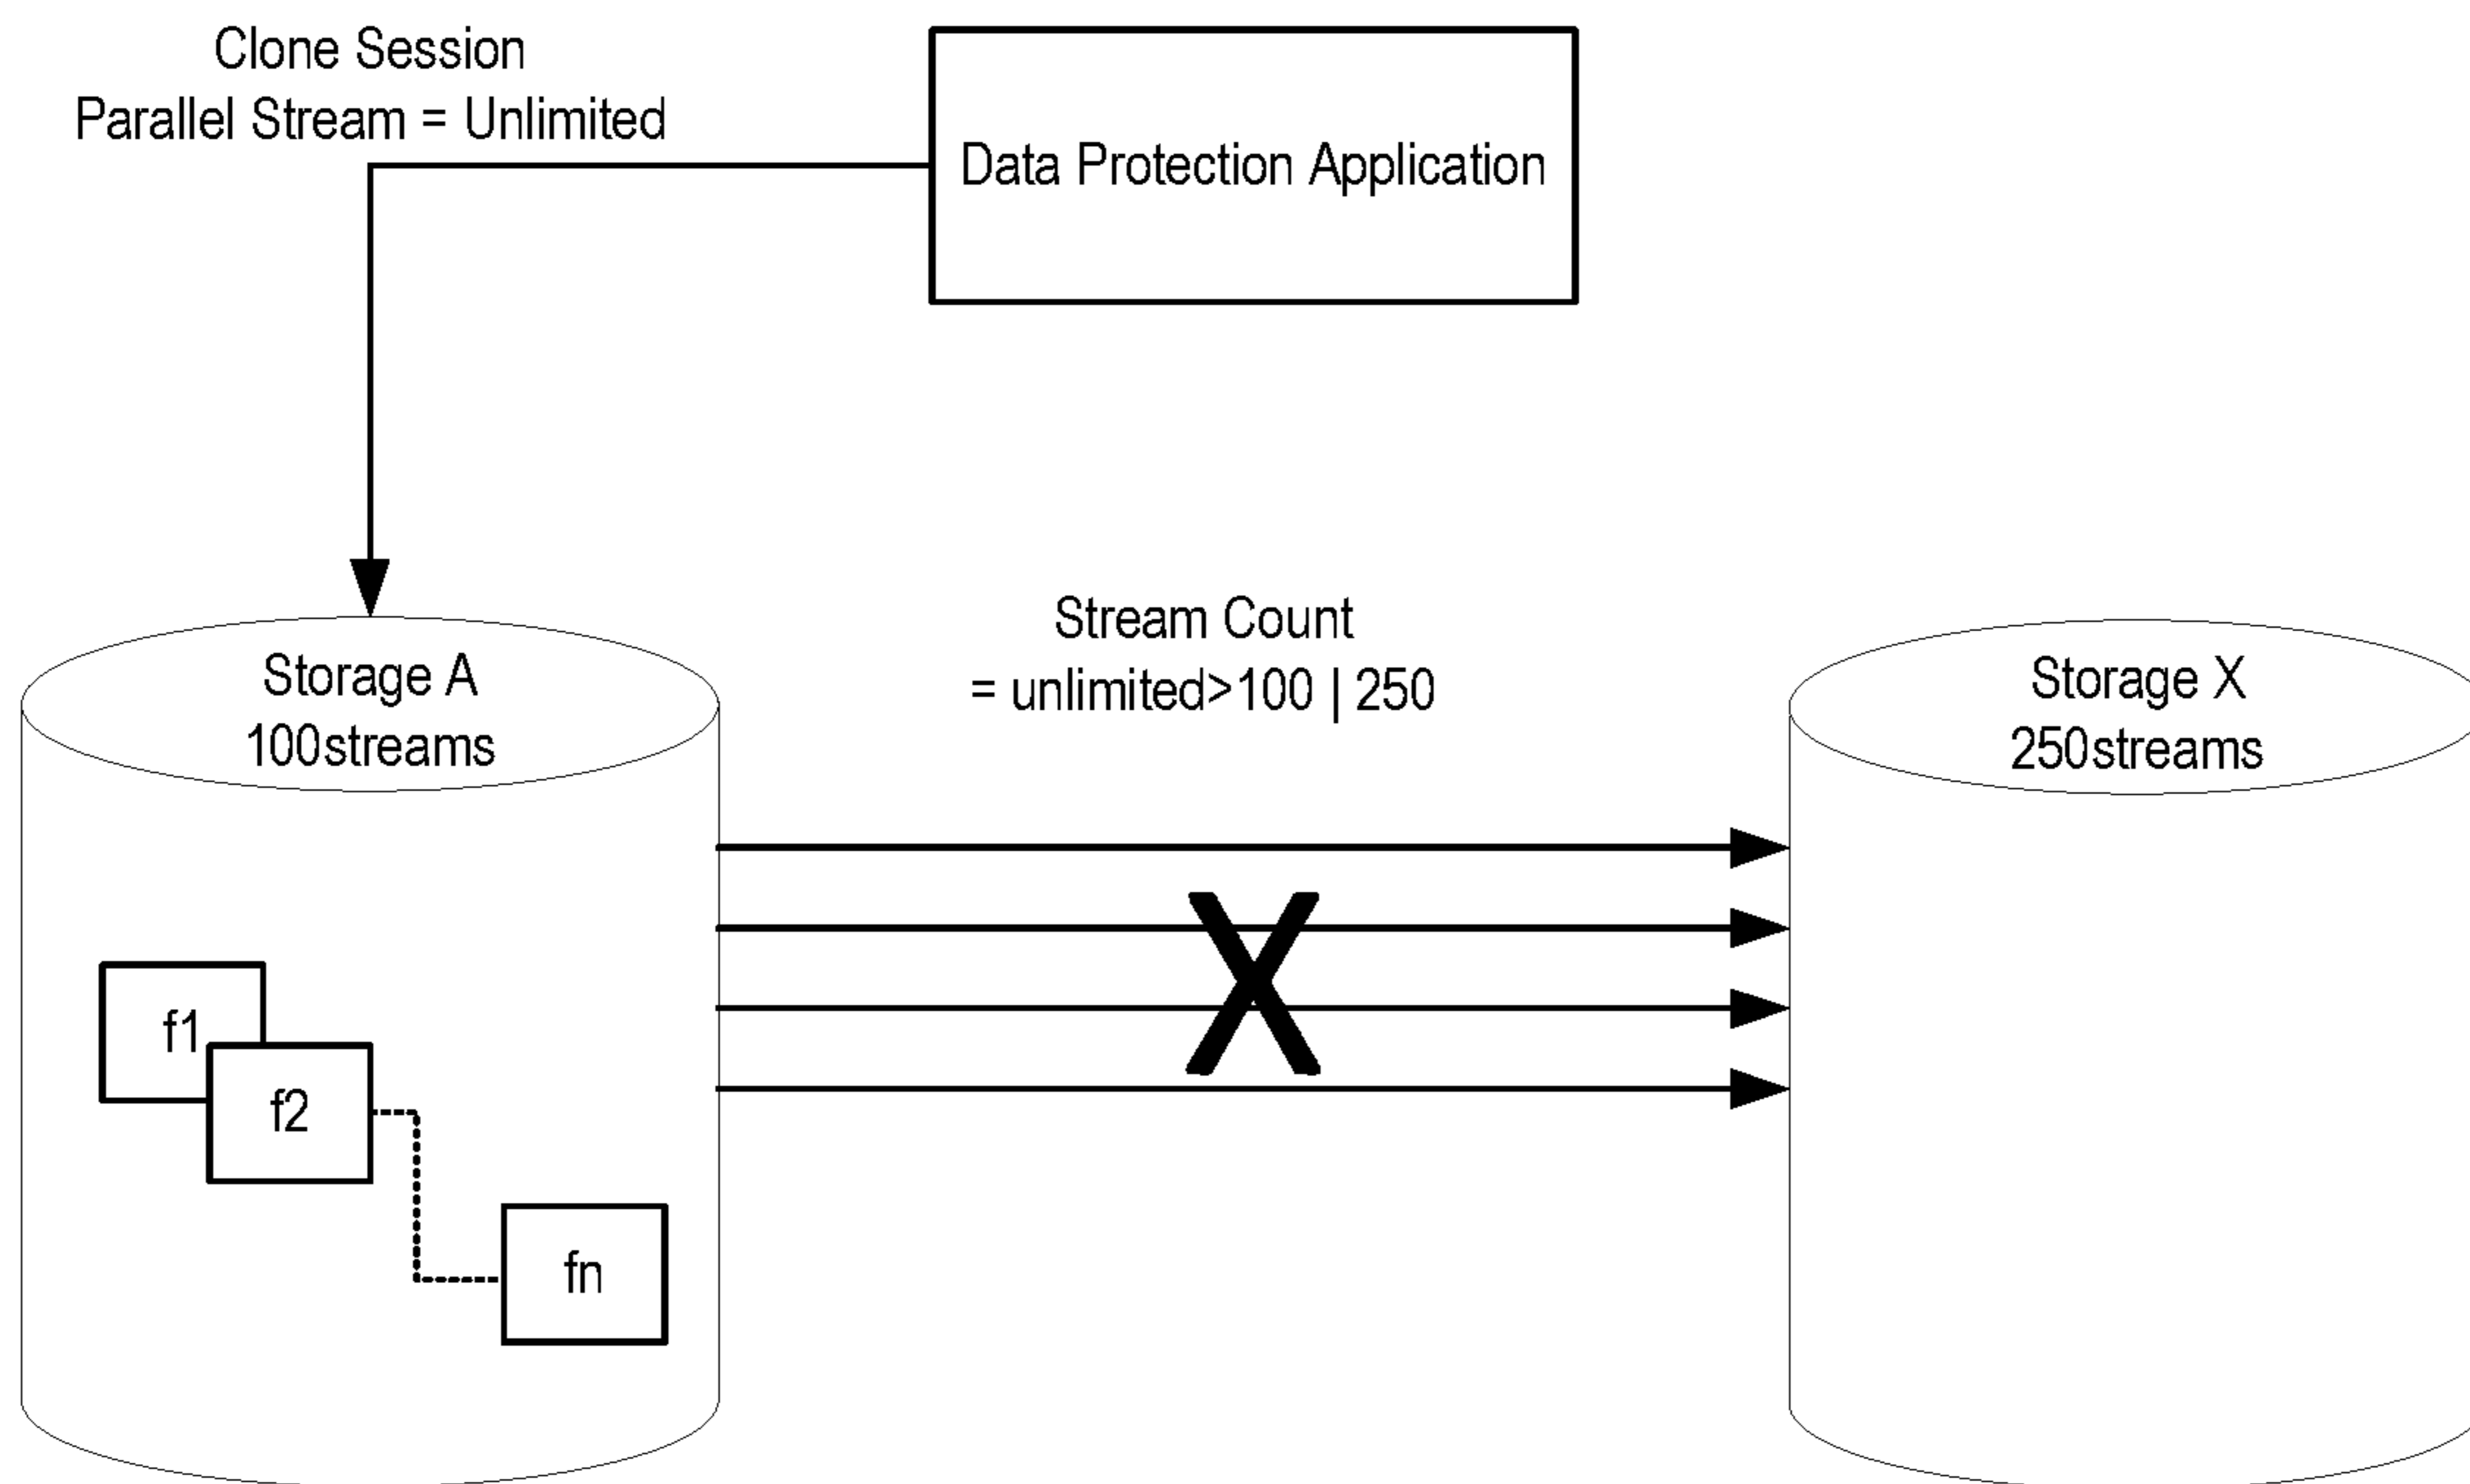 Clone Session
Parallel Stream = Unlimited
Data Protection Application
Stream Count
= unlimited>100 | 250
Storage A
100streams
Storage X
250streams
X
f1
f2
fn